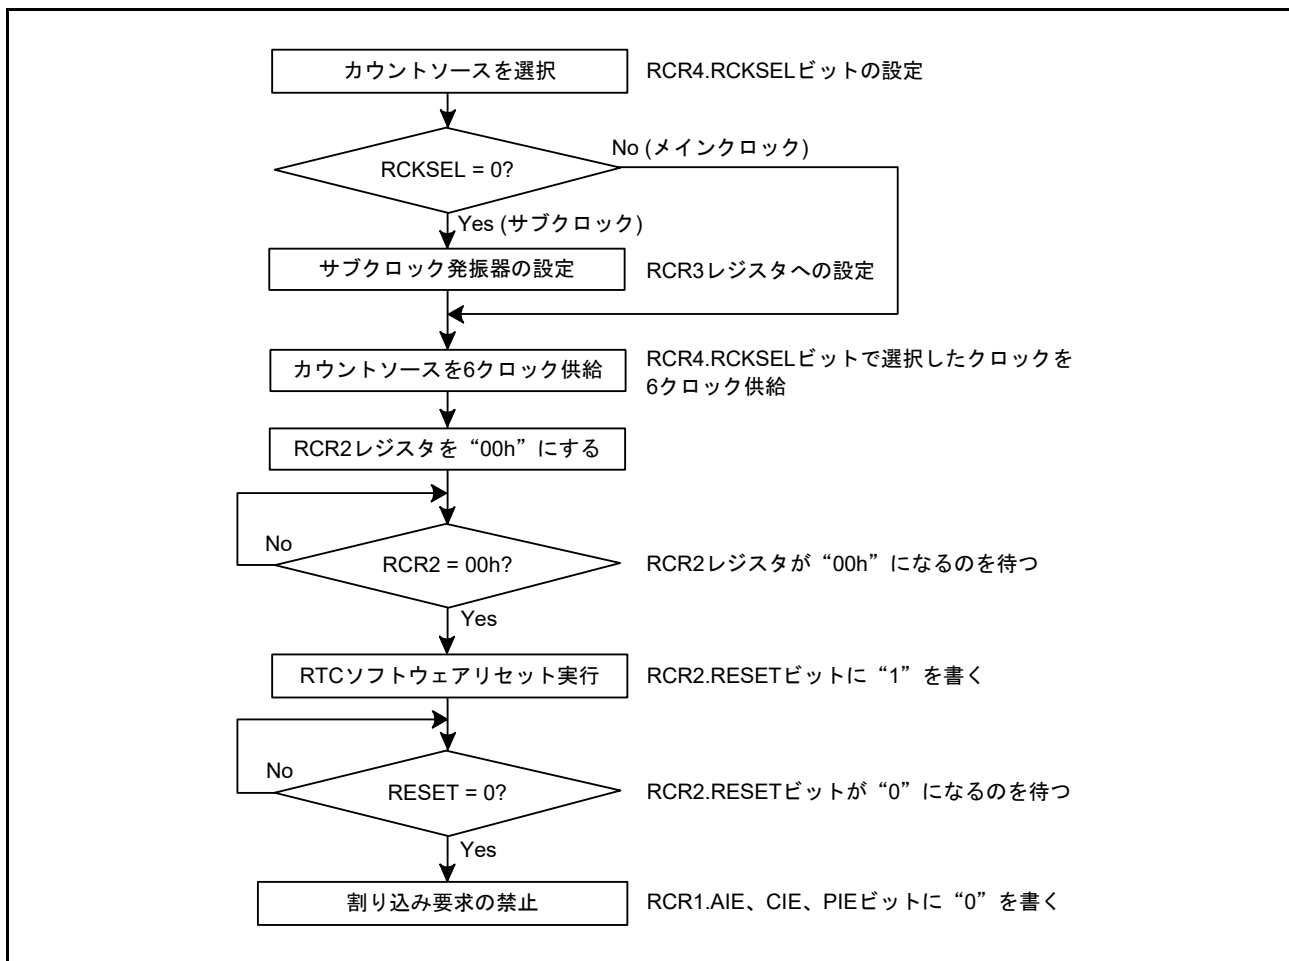 カウントソースを選択
RCR4.RCKSELビットの設定
RCKSEL = 0?
No (メインクロック)
Yes (サブクロック)
サブクロック発振器の設定
RCR3レジスタへの設定
カウントソースを6クロック供給
RCR4.RCKSELビットで選択したクロックを
6クロック供給
RCR2レジスタを“00h”にする
No
RCR2 = 00h?
RCR2レジスタが“00h”になるのを待つ
Yes
RTCソフトウェアリセット実行
RCR2.RESETビットに“1”を書く
No
RESET = 0?
RCR2.RESETビットが“0”になるのを待つ
Yes
割り込み要求の禁止
RCR1.AIE、CIE、PIEビットに“0”を書く